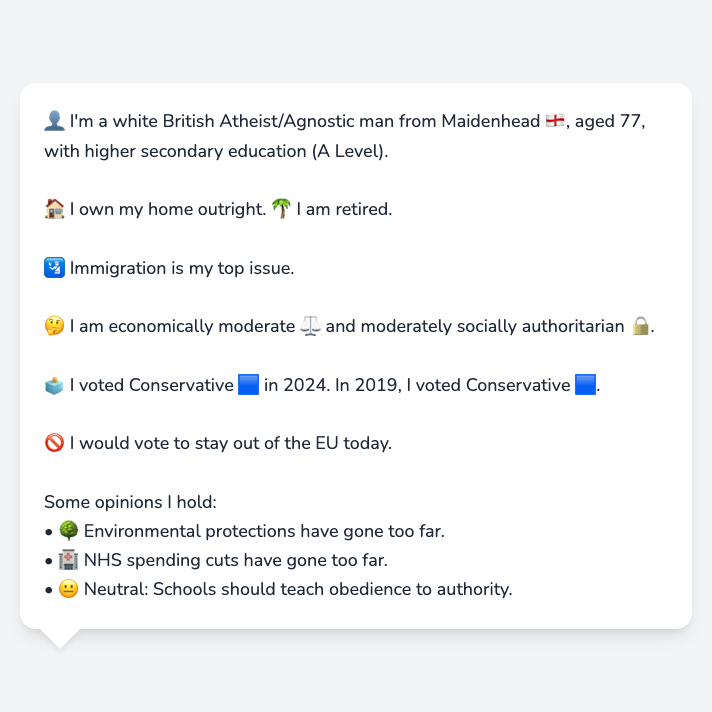 👤 I'm a white British Atheist/Agnostic man from Maidenhead 🏴󠁧󠁢󠁥󠁮󠁧󠁿, aged 77,
with higher secondary education (A Level).
🏠 I own my home outright. 🌴 I am retired.
🛂 Immigration is my top issue.
🤔 I am economically moderate ⚖️ and moderately socially authoritarian 🔒.
🗳️ I voted Conservative 🟦 in 2024. In 2019, I voted Conservative 🟦.
🚫 I would vote to stay out of the EU today.
Some opinions I hold:
• 🌳 Environmental protections have gone too far.
• 🏥 NHS spending cuts have gone too far.
• 😐 Neutral: Schools should teach obedience to authority.